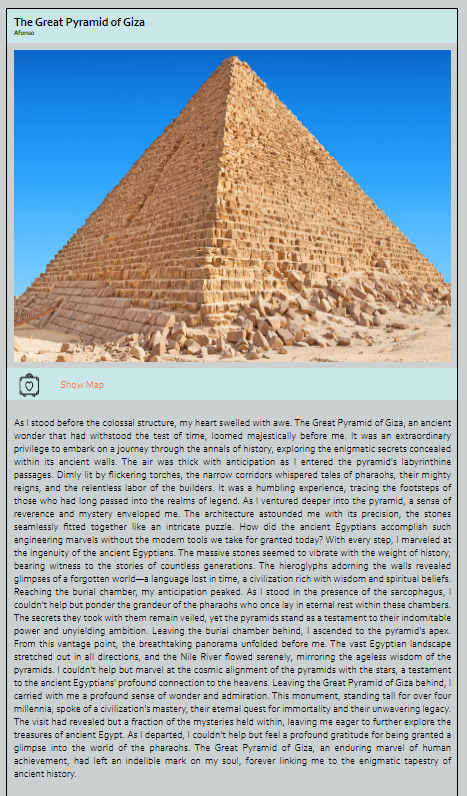 The Great Pyramid of Giza
Afonso
Show Map
As I stood before the colossal structure, my heart swelled with awe. The Great Pyramid of Giza, an ancient
wonder that had withstood the test of time, loomed majestically before me. It was an extraordinary
privilege to embark on a journey through the annals of history, exploring the enigmatic secrets concealed
within its ancient walls. The air was thick with anticipation as I entered the pyramid's labyrinthine
passages. Dimly lit by flickering torches, the narrow corridors whispered tales of pharaohs, their mighty
reigns, and the relentless labor of the builders. It was a humbling experience, tracing the footsteps of
those who had long passed into the realms of legend. As I ventured deeper into the pyramid, a sense of
reverence and mystery enveloped me. The architecture astounded me with its precision, the stones
seamlessly fitted together like an intricate puzzle. How did the ancient Egyptians accomplish such
engineering marvels without the modern tools we take for granted today? With every step, I marveled at
the ingenuity of the ancient Egyptians. The massive stones seemed to vibrate with the weight of history,
bearing witness to the stories of countless generations. The hieroglyphs adorning the walls revealed
glimpses of a forgotten world—a language lost in time, a civilization rich with wisdom and spiritual beliefs.
Reaching the burial chamber, my anticipation peaked. As I stood in the presence of the sarcophagus, I
couldn't help but ponder the grandeur of the pharaohs who once lay in eternal rest within these chambers.
The secrets they took with them remain veiled, yet the pyramids stand as a testament to their indomitable
power and unyielding ambition. Leaving the burial chamber behind, I ascended to the pyramid's apex.
From this vantage point, the breathtaking panorama unfolded before me. The vast Egyptian landscape
stretched out in all directions, and the Nile River flowed serenely, mirroring the ageless wisdom of the
pyramids. I couldn't help but marvel at the cosmic alignment of the pyramids with the stars, a testament
to the ancient Egyptians' profound connection to the heavens. Leaving the Great Pyramid of Giza behind, I
carried with me a profound sense of wonder and admiration. This monument, standing tall for over four
millennia, spoke of a civilization's mastery, their eternal quest for immortality and their unwavering legacy.
The visit had revealed but a fraction of the mysteries held within, leaving me eager to further explore the
treasures of ancient Egypt. As I departed, I couldn't help but feel a profound gratitude for being granted a
glimpse into the world of the pharaohs. The Great Pyramid of Giza, an enduring marvel of human
achievement, had left an indelible mark on my soul, forever linking me to the enigmatic tapestry of
ancient history.